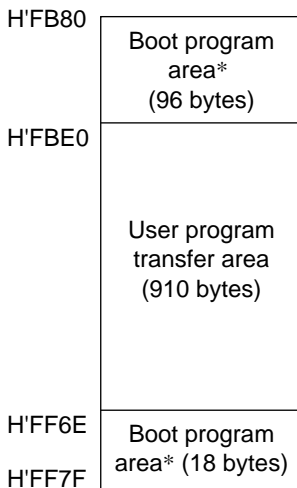 H'FB80
Boot program
area*
(96 bytes)
H'FBE0
User program
transfer area
(910 bytes)
H'FF6E
Boot program
area* (18 bytes)
H'FF7F